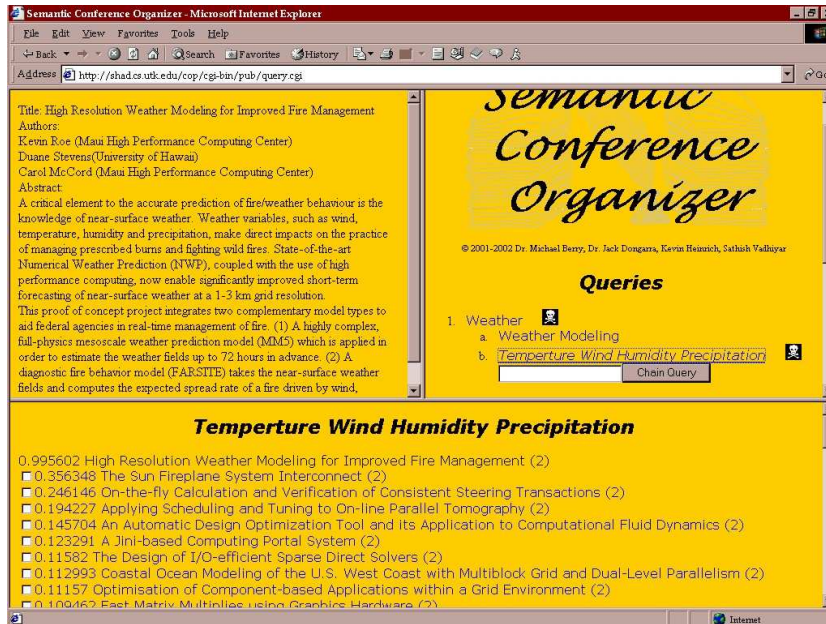 Semantic Conference Organizer - Microsoft Internet Explorer
File Edit View Favorites Tools Help
Back Search Favorites History
Address http://shad.cs.utk.edu/cop/cgi-bin/pub/query.cgi
Title: High Resolution Weather Modeling for Improved Fire Management
Authors:
Kevin Roe (Maui High Performance Computing Center)
Duane Stevens(University of Hawaii)
Carol McCord (Maui High Performance Computing Center)
Abstract:
A critical element to the accurate prediction of fire/weather behaviour is the
knowledge of near-surface weather. Weather variables, such as wind,
temperature, humidity and precipitation, make direct impacts on the practice
of managing prescribed burns and fighting wild fires. State-of-the-art
Numerical Weather Prediction (NWP), coupled with the use of high
performance computing, now enable significantly improved short-term
forecasting of near-surface weather at a 1-3 km grid resolution.
This proof of concept project integrates two complementary model types to
aid federal agencies in real-time management of fire. (1) A highly complex,
full-physics mesoscale weather prediction model (MM5) which is applied in
order to estimate the weather fields up to 72 hours in advance. (2) A
diagnostic fire behavior model (FARSITE) takes the near-surface weather
fields and computes the expected spread rate of a fire driven by wind,
Semantic
Conference
Organizer
© 2001-2002 Dr. Michael Berry, Dr. Jack Dongarra, Kevin Heinrich, Sathish Vadhiyar
Queries
1. Weather
a. Weather Modeling
b. Temperture Wind Humidity Precipitation
Chain Query
Temperture Wind Humidity Precipitation
0.995602 High Resolution Weather Modeling for Improved Fire Management (2)
0.356348 The Sun Fireplane System Interconnect (2)
0.246146 On-the-fly Calculation and Verification of Consistent Steering Transactions (2)
0.194227 Applying Scheduling and Tuning to On-line Parallel Tomography (2)
0.145704 An Automatic Design Optimization Tool and its Application to Computational Fluid Dynamics (2)
0.123291 A Jini-based Computing Portal System (2)
0.11582 The Design of I/O-efficient Sparse Direct Solvers (2)
0.112993 Coastal Ocean Modeling of the U.S. West Coast with Multiblock Grid and Dual-Level Parallelism (2)
0.11157 Optimisation of Component-based Applications within a Grid Environment (2)
0.109462 Fast Matrix Multiplies using Graphics Hardware (2)
Internet